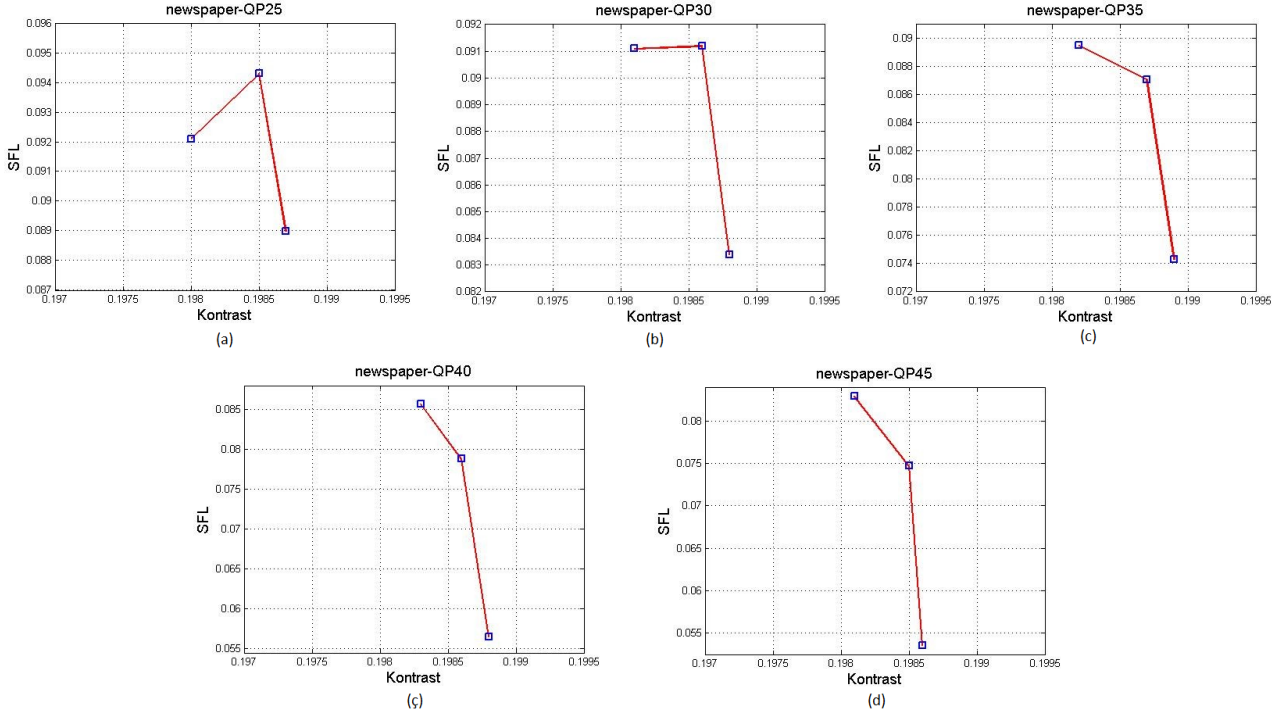 newspaper-QP25
0.096
0.095
0.094
0.093
0.092
0.091
0.09
0.089
0.088
0.087
SFL
0.197 0.1975 0.198 0.1985 0.199 0.1995
Kontrast
(a)
newspaper-QP30
0.092
0.091
0.09
0.089
0.088
0.087
0.086
0.085
0.084
0.083
0.082
SFL
0.197 0.1975 0.198 0.1985 0.199 0.1995
Kontrast
(b)
newspaper-QP35
0.09
0.088
0.086
0.084
0.082
0.08
0.078
0.076
0.074
0.072
SFL
0.197 0.1975 0.198 0.1985 0.199 0.1995
Kontrast
(c)
newspaper-QP40
0.085
0.08
0.075
0.07
0.065
0.06
0.055
SFL
0.197 0.1975 0.198 0.1985 0.199 0.1995
Kontrast
(ç)
newspaper-QP45
0.08
0.075
0.07
0.065
0.06
0.055
SFL
0.197 0.1975 0.198 0.1985 0.199 0.1995
Kontrast
(d)